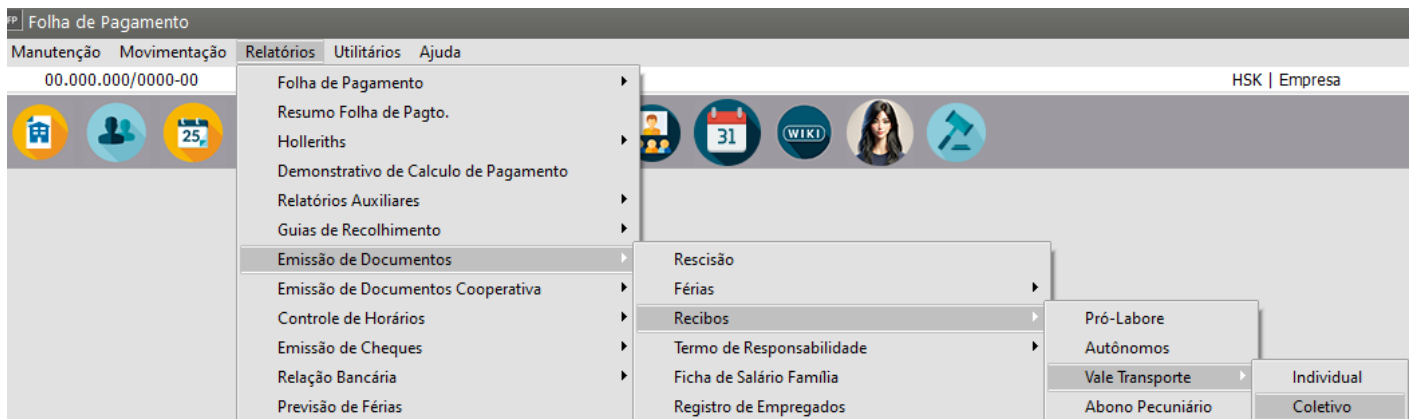 FP Folha de Pagamento
Manutenção Movimentação Relatórios Utilitários Ajuda
00.000.000/0000-00 HSK | Empresa
25
31
WIKI
Folha de Pagamento
Resumo Folha de Pagto.
Holleriths
Demonstrativo de Calculo de Pagamento
Relatórios Auxiliares
Guias de Recolhimento
Emissão de Documentos
Emissão de Documentos Cooperativa
Controle de Horários
Emissão de Cheques
Relação Bancária
Previsão de Férias
Rescisão
Férias
Recibos
Termo de Responsabilidade
Ficha de Salário Família
Registro de Empregados
Pró-Labore
Autônomos
Vale Transporte
Abono Pecuniário
Individual
Coletivo